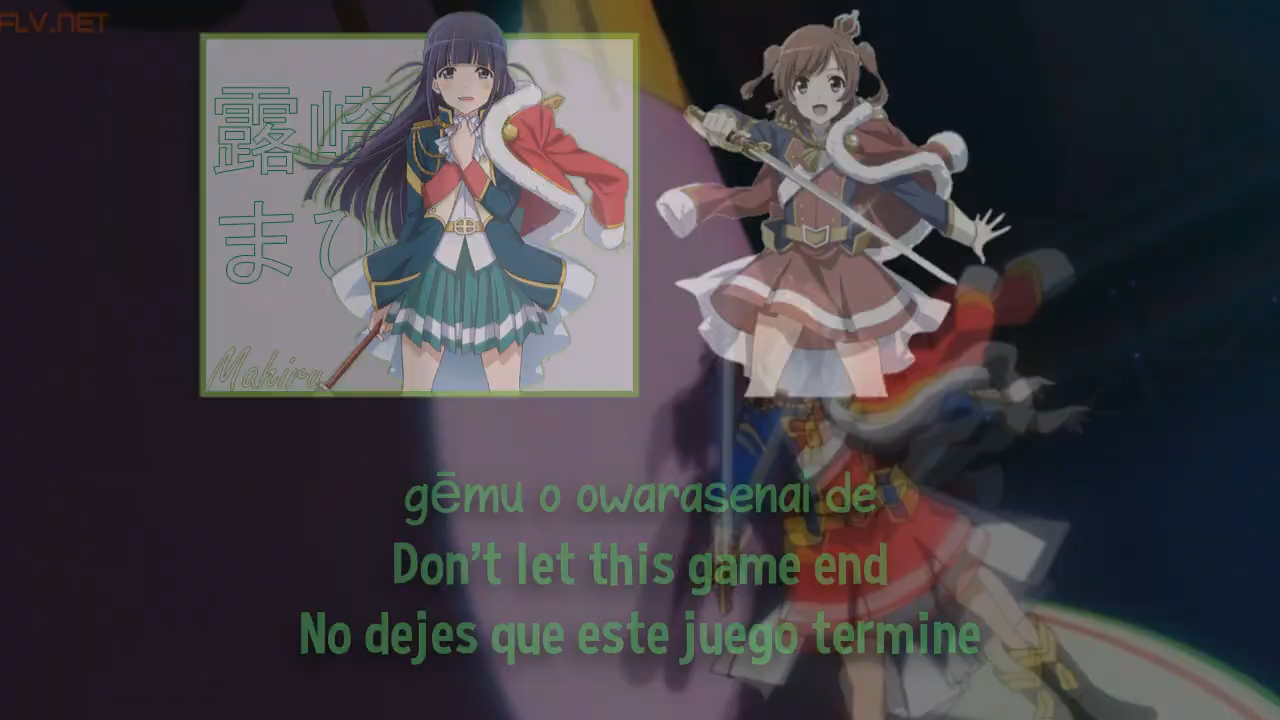 FLV.NET
露崎
まひ
Mahiru
gēmu o owarasenai de
Don't let this game end
No dejes que este juego termine